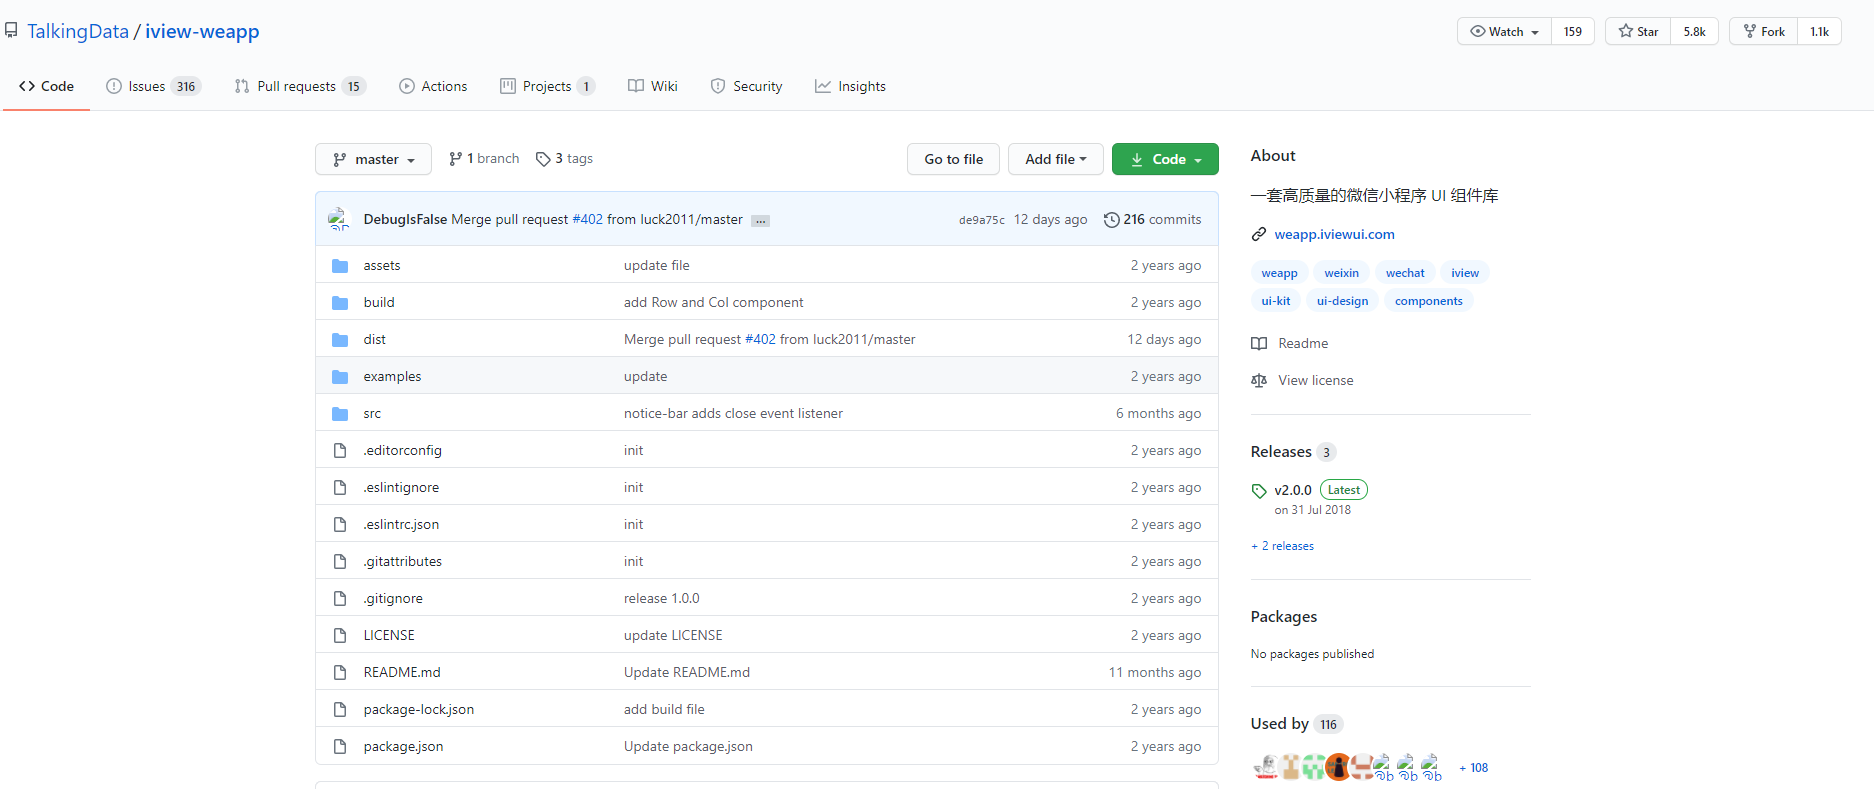 TalkingData / iview-weapp
Watch 159 Star 5.8k Fork 1.1k
Code Issues 316 Pull requests 15 Actions Projects 1 Wiki Security Insights
master 1 branch 3 tags Go to file Add file Code
DebugIsFalse Merge pull request #402 from luck2011/master ... de9a75c 12 days ago 216 commits
assets update file 2 years ago
build add Row and Col component 2 years ago
dist Merge pull request #402 from luck2011/master 12 days ago
examples update 2 years ago
src notice-bar adds close event listener 6 months ago
.editorconfig init 2 years ago
.eslintignore init 2 years ago
.eslintrc.json init 2 years ago
.gitattributes init 2 years ago
.gitignore release 1.0.0 2 years ago
LICENSE update LICENSE 2 years ago
README.md Update README.md 11 months ago
package-lock.json add build file 2 years ago
package.json Update package.json 2 years ago
About
一套高质量的微信小程序 UI 组件库
weapp.iviewui.com
weapp weixin wechat iview
ui-kit ui-design components
Readme
View license
Releases 3
v2.0.0 Latest
on 31 Jul 2018
+ 2 releases
Packages
No packages published
Used by 116
+ 108